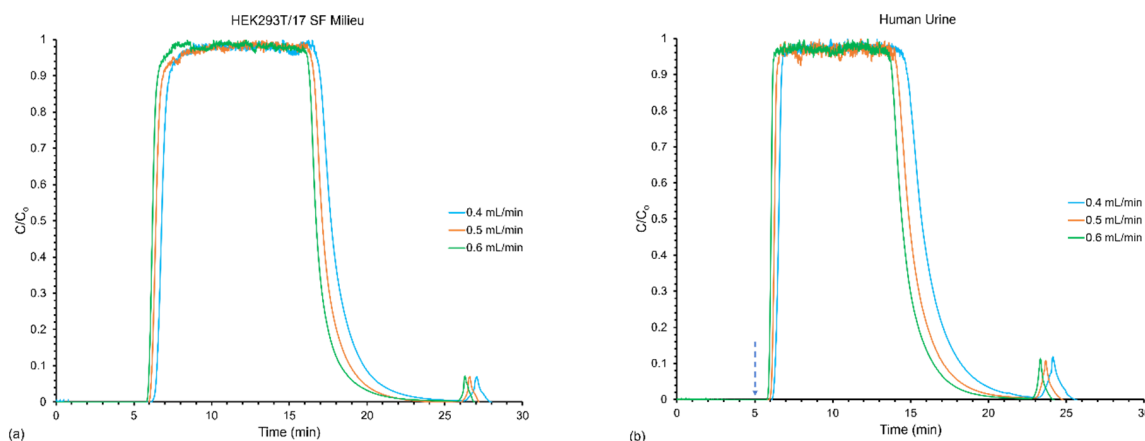 HEK293T/17 SF Milieu
1
0.9
0.8
0.7
0.6
0.5
0.4
0.3
0.2
0.1
0
C/Co
0 5 10 15 20 25 30
Time (min)
0.4 mL/min
0.5 mL/min
0.6 mL/min
(a)
Human Urine
1
0.9
0.8
0.7
0.6
0.5
0.4
0.3
0.2
0.1
0
C/Co
0 5 10 15 20 25 30
Time (min)
0.4 mL/min
0.5 mL/min
0.6 mL/min
(b)